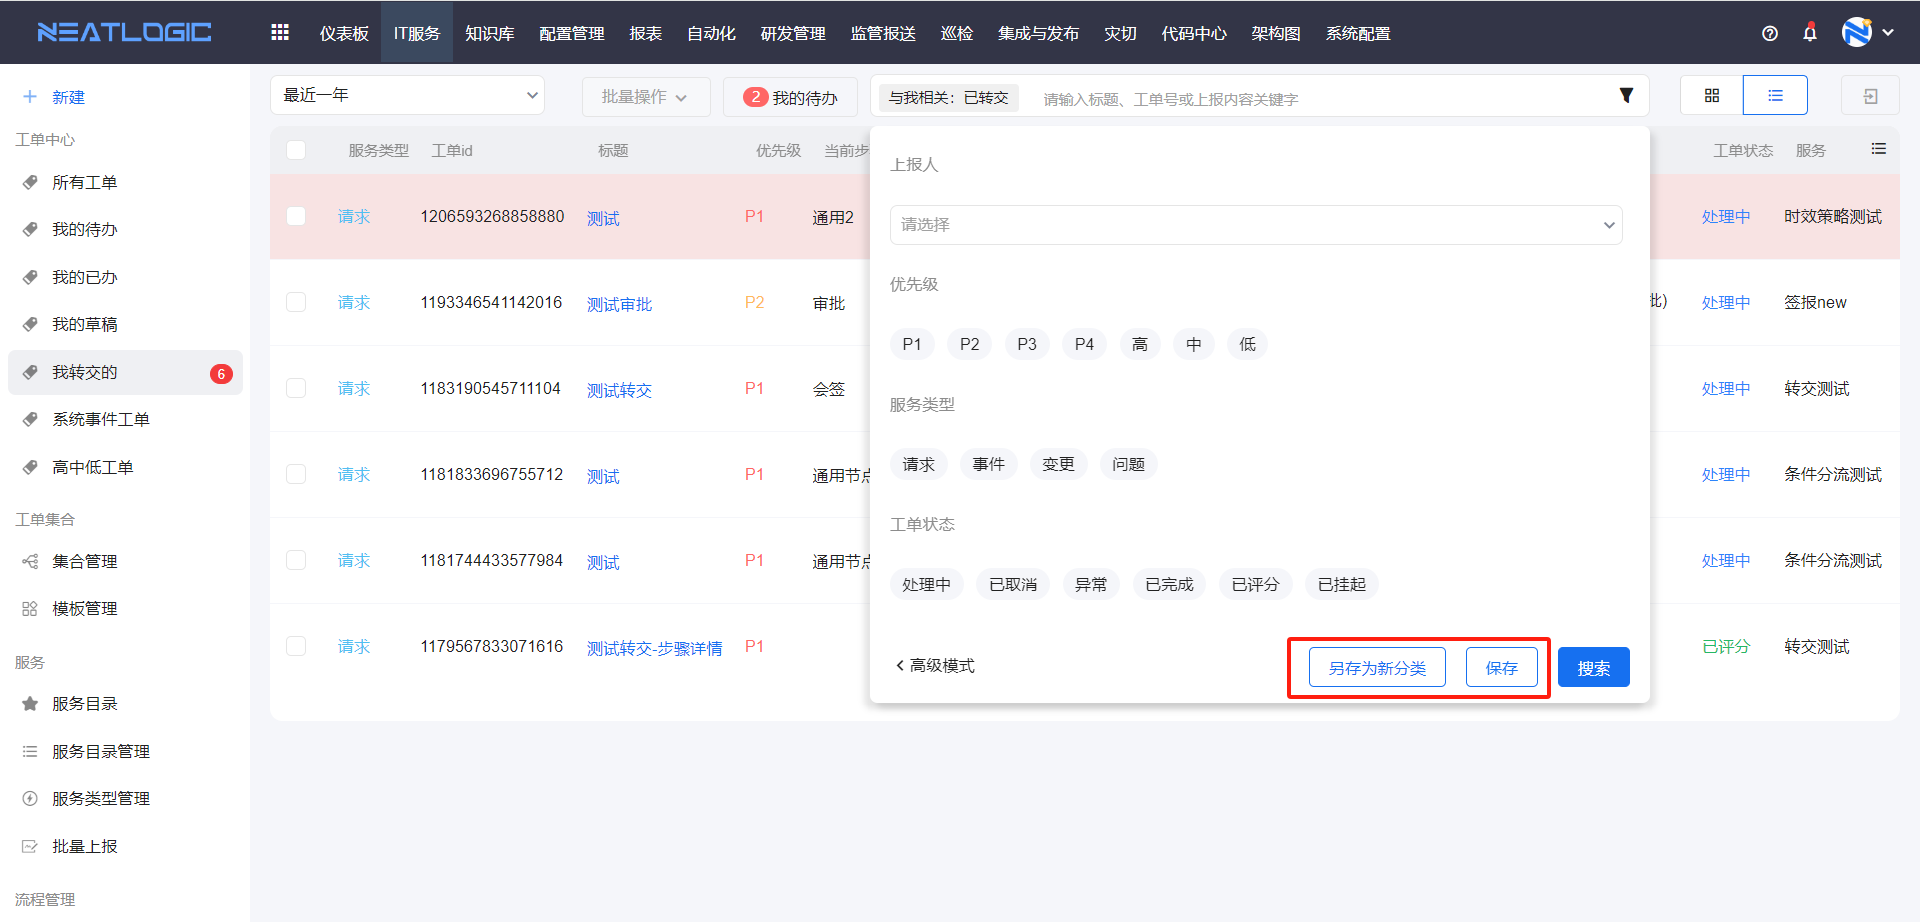 NEATLOGIC
仪表板 IT服务 知识库 配置管理 报表 自动化 研发管理 监管报送 巡检 集成与发布 灾切 代码中心 架构图 系统配置
新建
工单中心
所有工单
我的待办
我的已办
我的草稿
我转交的 6
系统事件工单
高中低工单
工单集合
集合管理
模板管理
服务
服务目录
服务目录管理
服务类型管理
批量上报
流程管理
最近一年 批量操作 2 我的待办 与我相关：已转交 请输入标题、工单号或上报内容关键字
服务类型 工单id 标题 优先级 当前步 工单状态 服务
请求 1206593268858880 测试 P1 通用2 处理中 时效策略测试
请求 1193346541142016 测试审批 P2 审批 批) 处理中 签报new
请求 1183190545711104 测试转交 P1 会签 处理中 转交测试
请求 1181833696755712 测试 P1 通用节点 处理中 条件分流测试
请求 1181744433577984 测试 P1 通用节点 处理中 条件分流测试
请求 1179567833071616 测试转交-步骤详情 P1 已评分 转交测试
上报人
请选择
优先级
P1 P2 P3 P4 高 中 低
服务类型
请求 事件 变更 问题
工单状态
处理中 已取消 异常 已完成 已评分 已挂起
高级模式 另存为新分类 保存 搜索